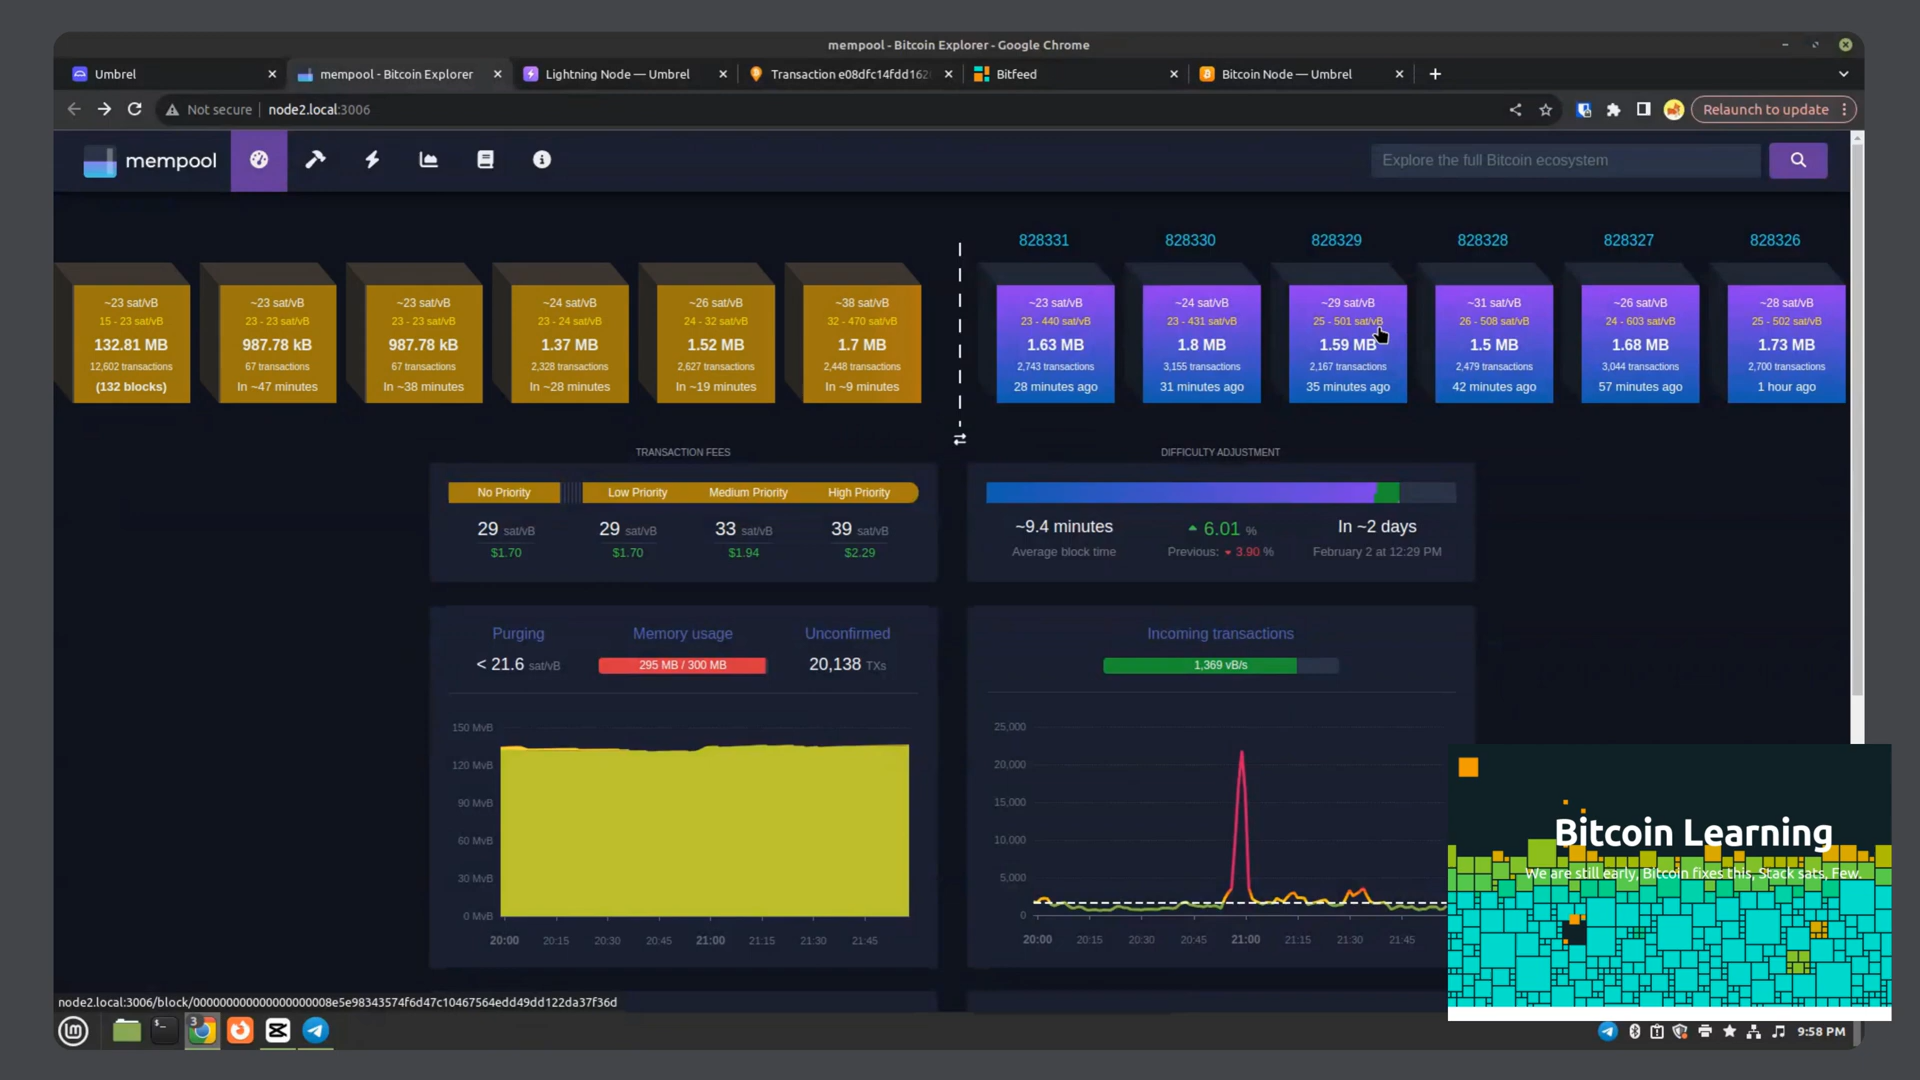 mempool - Bitcoin Explorer - Google Chrome
Umbrel
mempool - Bitcoin Explorer
Lightning Node — Umbrel
Transaction e08dfc14fdd162
Bitfeed
Bitcoin Node — Umbrel
Not secure
node2.local:3006
Relaunch to update
mempool
Explore the full Bitcoin ecosystem
828331
828330
828329
828328
828327
828326
~23 sat/vB
15 - 23 sat/vB
132.81 MB
12,602 transactions
(132 blocks)
~23 sat/vB
23 - 23 sat/vB
987.78 kB
67 transactions
In ~47 minutes
~23 sat/vB
23 - 23 sat/vB
987.78 kB
67 transactions
In ~38 minutes
~24 sat/vB
23 - 24 sat/vB
1.37 MB
2,328 transactions
In ~28 minutes
~26 sat/vB
24 - 32 sat/vB
1.52 MB
2,627 transactions
In ~19 minutes
~38 sat/vB
32 - 470 sat/vB
1.7 MB
2,448 transactions
In ~9 minutes
~23 sat/vB
23 - 440 sat/vB
1.63 MB
2,743 transactions
28 minutes ago
~24 sat/vB
23 - 431 sat/vB
1.8 MB
3,155 transactions
31 minutes ago
~29 sat/vB
25 - 501 sat/vB
1.59 MB
2,167 transactions
35 minutes ago
~31 sat/vB
26 - 508 sat/vB
1.5 MB
2,479 transactions
42 minutes ago
~26 sat/vB
24 - 603 sat/vB
1.68 MB
3,044 transactions
57 minutes ago
~28 sat/vB
25 - 502 sat/vB
1.73 MB
2,700 transactions
1 hour ago
TRANSACTION FEES
No Priority
Low Priority
Medium Priority
High Priority
29 sat/vB
29 sat/vB
33 sat/vB
39 sat/vB
$1.70
$1.70
$1.94
$2.29
DIFFICULTY ADJUSTMENT
~9.4 minutes
6.01 %
In ~2 days
Average block time
Previous: 3.90 %
February 2 at 12:29 PM
Purging
Memory usage
Unconfirmed
< 21.6 sat/vB
295 MB / 300 MB
20,138 TXs
150 MvB
120 MvB
90 MvB
60 MvB
30 MvB
0 MvB
20:00
20:15
20:30
20:45
21:00
21:15
21:30
21:45
Incoming transactions
1,369 vB/s
25,000
20,000
15,000
10,000
5,000
0
20:00
20:15
20:30
20:45
21:00
21:15
21:30
21:45
Bitcoin Learning
We are still early, Bitcoin fixes this, Stack sats, Few.
node2.local:3006/block/00000000000000000008e5e98343574f6d47c10467564edd49dd122da37f36d
3
9:58 PM